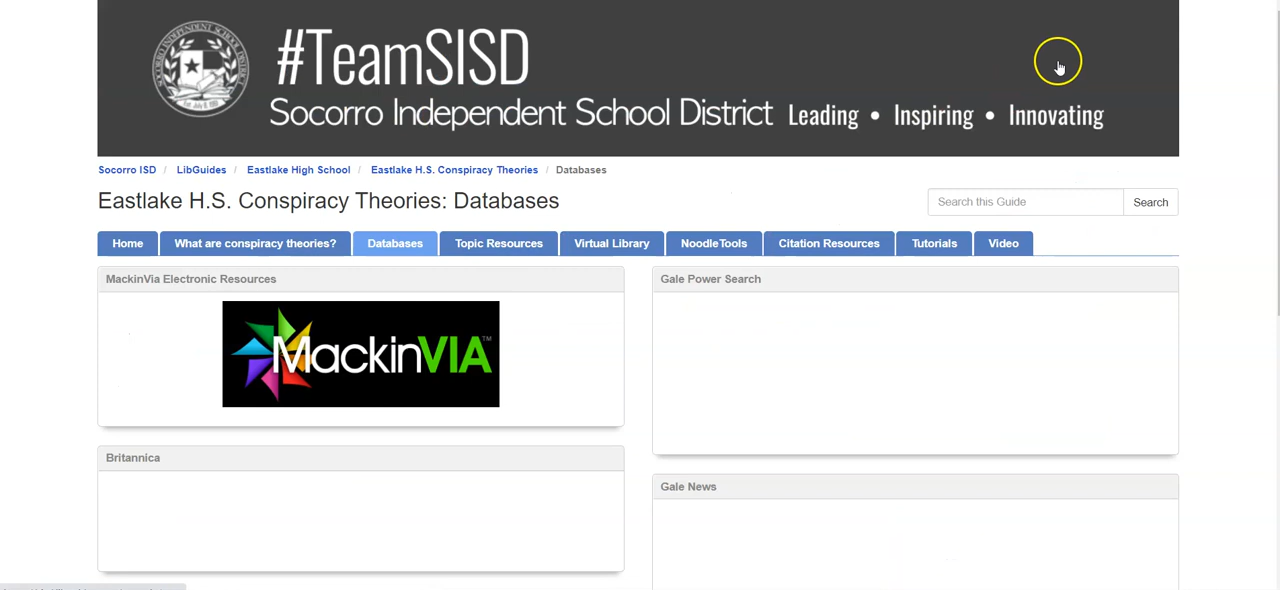 #TeamSISD
Socorro Independent School District Leading • Inspiring • Innovating
Socorro ISD / LibGuides / Eastlake High School / Eastlake H.S. Conspiracy Theories / Databases
Eastlake H.S. Conspiracy Theories: Databases
Search this Guide Search
Home What are conspiracy theories? Databases Topic Resources Virtual Library NoodleTools Citation Resources Tutorials Video
MackinVia Electronic Resources
Gale Power Search
MackinVIA™
Britannica
Gale News